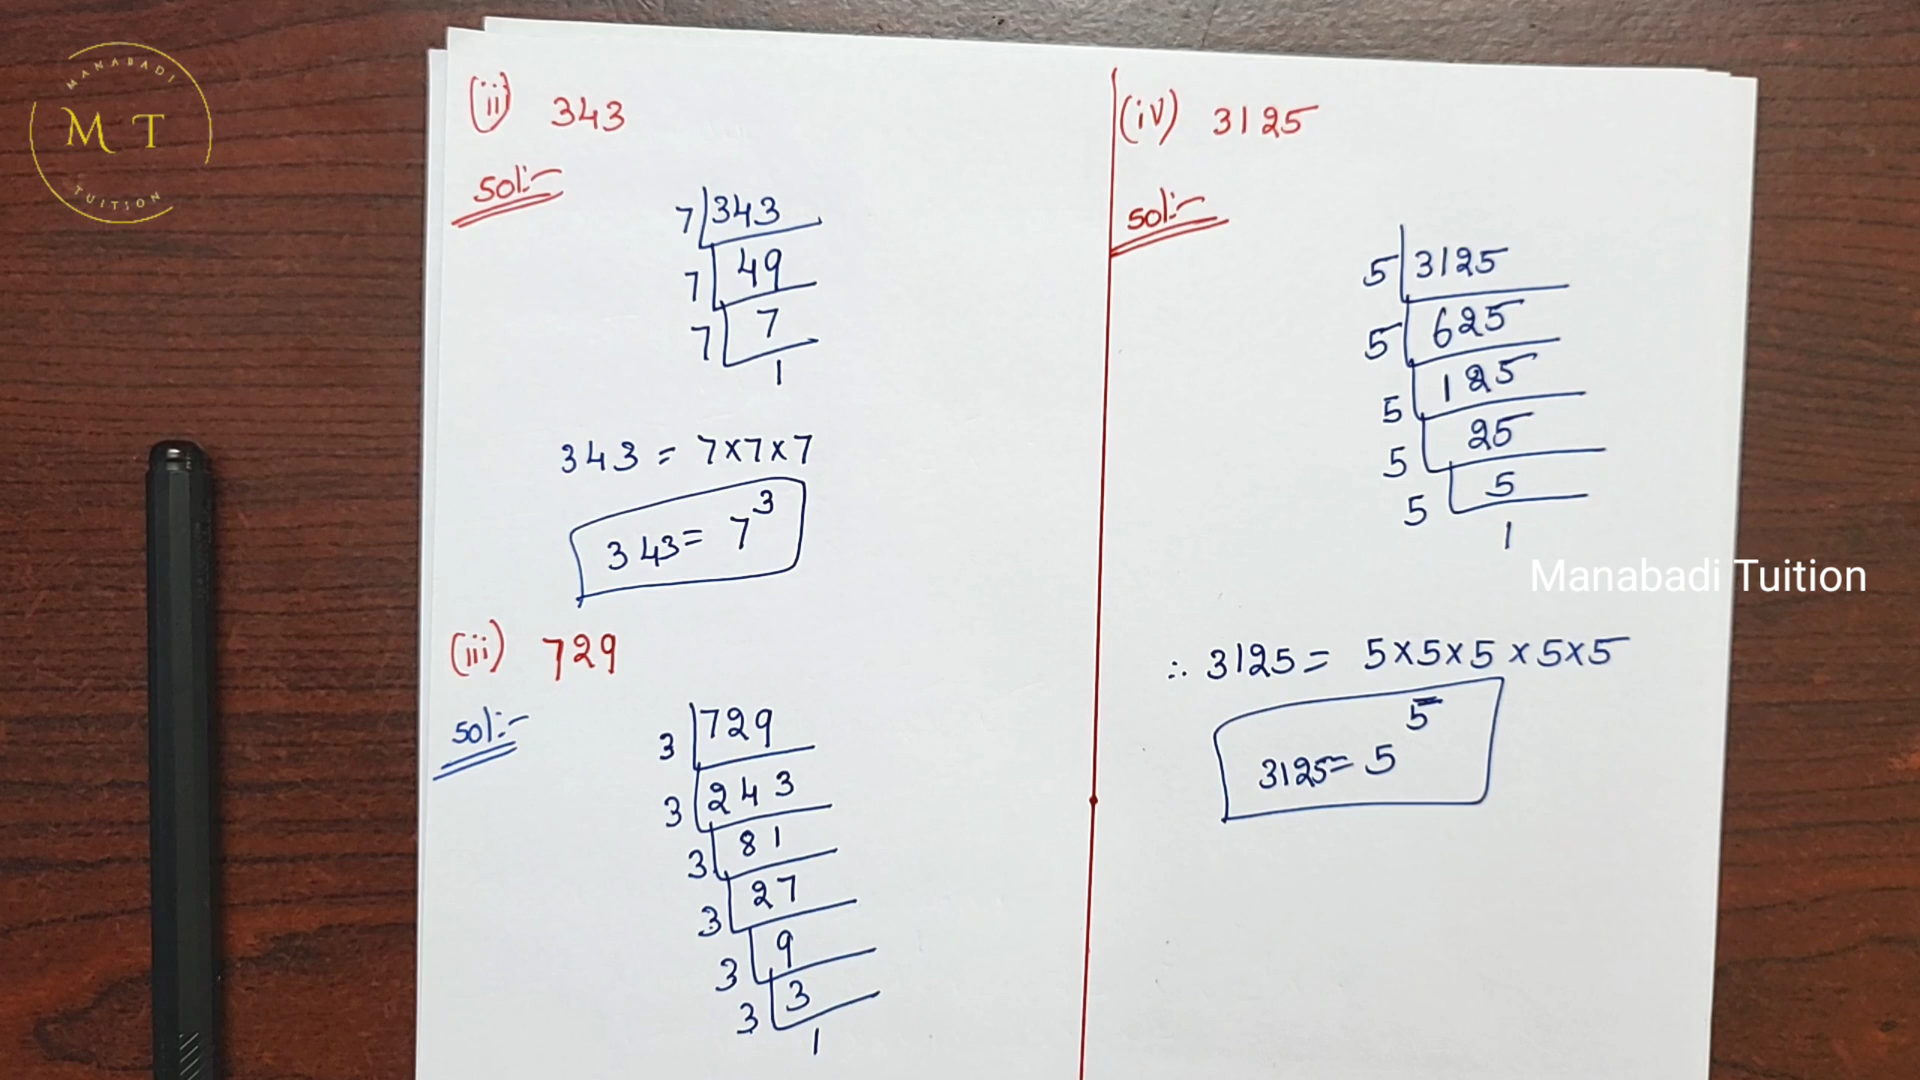 MANABADI
MT
TUITION
(ii) 343
Sol:-
7 | 343
7 | 49
7 | 7
1
343 = 7×7×7
343 = 7³
(iii) 729
Sol:-
3 | 729
3 | 243
3 | 81
3 | 27
3 | 9
3 | 3
1
(iv) 3125
Sol:-
5 | 3125
5 | 625
5 | 125
5 | 25
5 | 5
1
Manabadi Tuition
∴ 3125 = 5×5×5×5×5
3125 = 5⁵